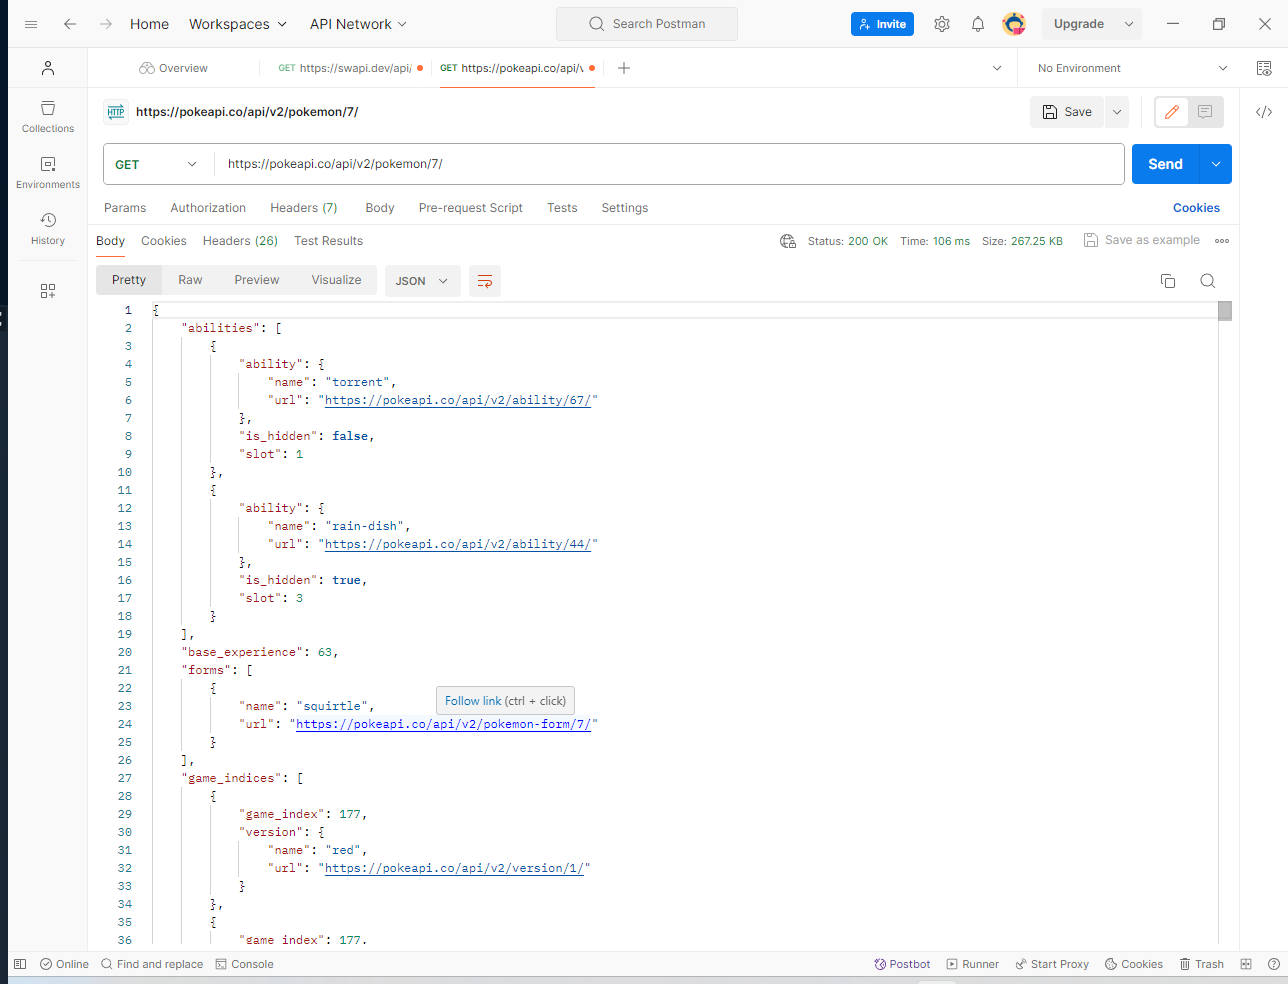 Home Workspaces API Network Search Postman Invite Upgrade
Overview GET https://swapi.dev/api/ GET https://pokeapi.co/api/v No Environment
HTTP https://pokeapi.co/api/v2/pokemon/7/ Save
Collections
GET https://pokeapi.co/api/v2/pokemon/7/ Send
Environments
Params Authorization Headers (7) Body Pre-request Script Tests Settings Cookies
History
Body Cookies Headers (26) Test Results Status: 200 OK Time: 106 ms Size: 267.25 KB Save as example
Pretty Raw Preview Visualize JSON
1 {
2 "abilities": [
3 {
4 "ability": {
5 "name": "torrent",
6 "url": "https://pokeapi.co/api/v2/ability/67/"
7 },
8 "is_hidden": false,
9 "slot": 1
10 },
11 {
12 "ability": {
13 "name": "rain-dish",
14 "url": "https://pokeapi.co/api/v2/ability/44/"
15 },
16 "is_hidden": true,
17 "slot": 3
18 }
19 ],
20 "base_experience": 63,
21 "forms": [
22 {
Follow link (ctrl + click)
23 "name": "squirtle",
24 "url": "https://pokeapi.co/api/v2/pokemon-form/7/"
25 }
26 ],
27 "game_indices": [
28 {
29 "game_index": 177,
30 "version": {
31 "name": "red",
32 "url": "https://pokeapi.co/api/v2/version/1/"
33 }
34 },
35 {
36 "game_index": 177,
Online Find and replace Console Postbot Runner Start Proxy Cookies Trash